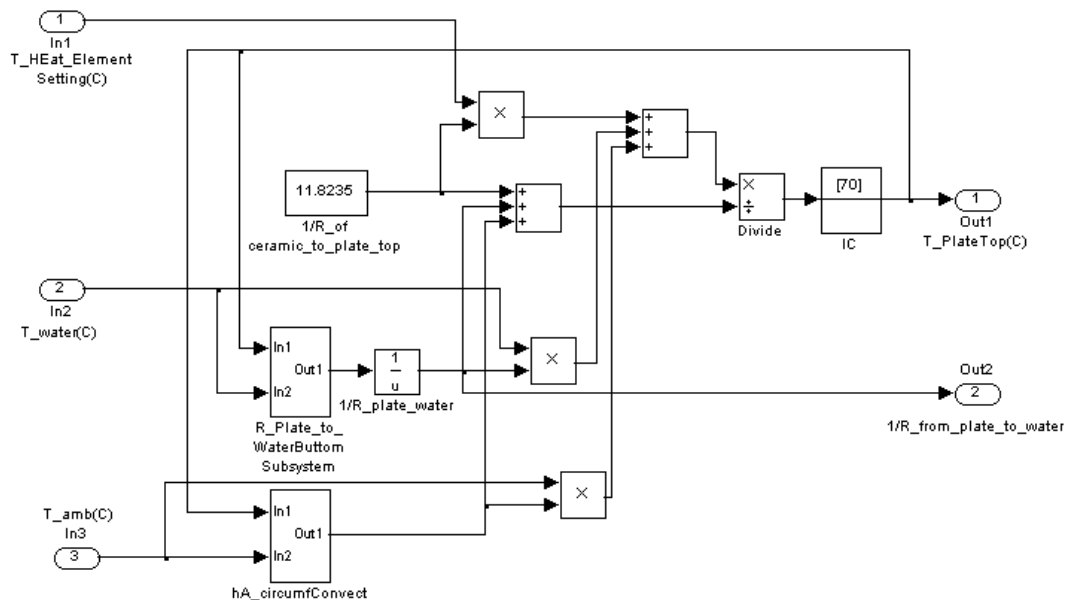 1
In1
T_HEat_Element
Setting(C)
×
+
+
+
11.8235
1/R_of
ceramic_to_plate_top
+
+
+
×
÷
Divide
[70]
IC
1
Out1
T_PlateTop(C)
2
In2
T_water(C)
In1
In2
Out1
R_Plate_to_
WaterButtom
Subsystem
1
u
1/R_plate_water
×
Out2
2
1/R_from_plate_to_water
×
T_amb(C)
In3
3
In1
In2
Out1
hA_circumfConvect